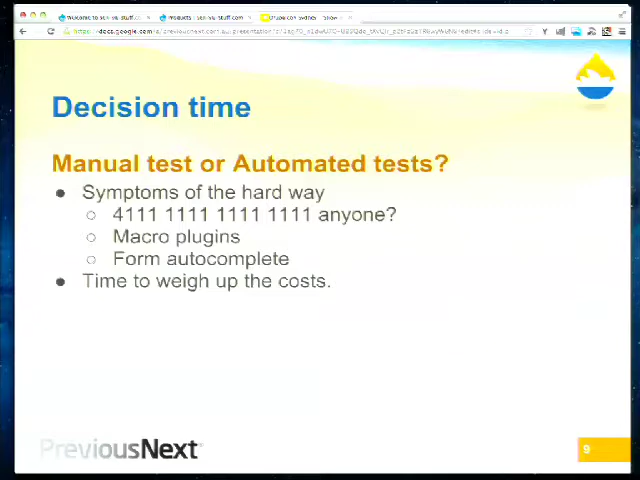 Decision time
Manual test or Automated tests?
Symptoms of the hard way
4111 1111 1111 1111 anyone?
Macro plugins
Form autocomplete
Time to weigh up the costs.
PreviousNext
9